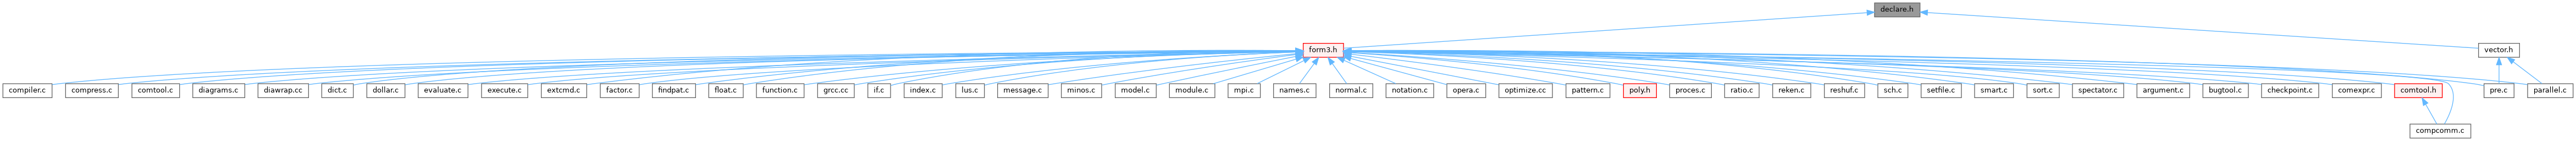 declare.h
form3.h
vector.h
compiler.c
compress.c
comtool.c
diagrams.c
diawrap.cc
dict.c
dollar.c
evaluate.c
execute.c
extcmd.c
factor.c
findpat.c
float.c
function.c
grcc.cc
if.c
index.c
lus.c
message.c
minos.c
model.c
module.c
mpi.c
names.c
normal.c
notation.c
opera.c
optimize.cc
pattern.c
poly.h
proces.c
ratio.c
reken.c
reshuf.c
sch.c
setfile.c
smart.c
sort.c
spectator.c
argument.c
bugtool.c
checkpoint.c
comexpr.c
comtool.h
pre.c
parallel.c
compcomm.c